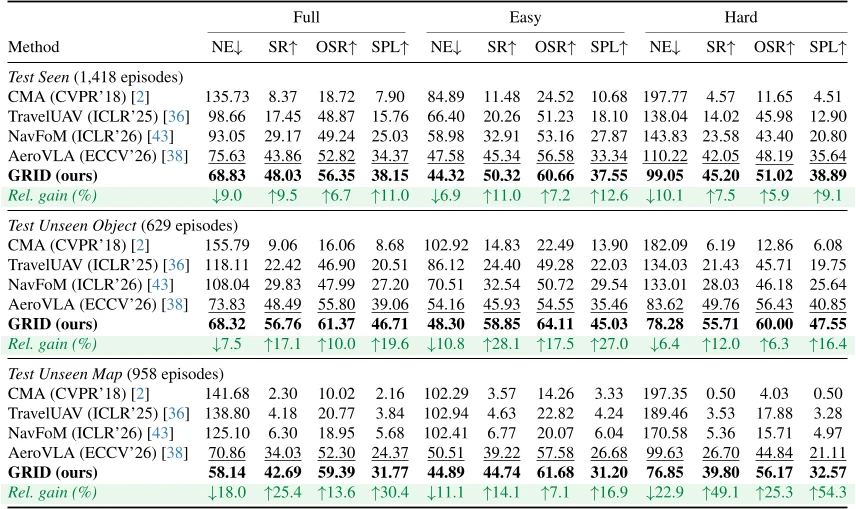 Full Easy Hard
Method NE↓ SR↑ OSR↑ SPL↑ NE↓ SR↑ OSR↑ SPL↑ NE↓ SR↑ OSR↑ SPL↑
Test Seen (1,418 episodes)
CMA (CVPR'18) [2] 135.73 8.37 18.72 7.90 84.89 11.48 24.52 10.68 197.77 4.57 11.65 4.51
TravelUAV (ICLR'25) [36] 98.66 17.45 48.87 15.76 66.40 20.26 51.23 18.10 138.04 14.02 45.98 12.90
NavFoM (ICLR'26) [43] 93.05 29.17 49.24 25.03 58.98 32.91 53.16 27.87 143.83 23.58 43.40 20.80
AeroVLA (ECCV'26) [38] 75.63 43.86 52.82 34.37 47.58 45.34 56.58 33.34 110.22 42.05 48.19 35.64
GRID (ours) 68.83 48.03 56.35 38.15 44.32 50.32 60.66 37.55 99.05 45.20 51.02 38.89
Rel. gain (%) ↓9.0 ↑9.5 ↑6.7 ↑11.0 ↓6.9 ↑11.0 ↑7.2 ↑12.6 ↓10.1 ↑7.5 ↑5.9 ↑9.1
Test Unseen Object (629 episodes)
CMA (CVPR'18) [2] 155.79 9.06 16.06 8.68 102.92 14.83 22.49 13.90 182.09 6.19 12.86 6.08
TravelUAV (ICLR'25) [36] 118.11 22.42 46.90 20.51 86.12 24.40 49.28 22.03 134.03 21.43 45.71 19.75
NavFoM (ICLR'26) [43] 108.04 29.83 47.99 27.20 70.51 32.54 50.72 29.54 133.01 28.03 46.18 25.64
AeroVLA (ECCV'26) [38] 73.83 48.49 55.80 39.06 54.16 45.93 54.55 35.46 83.62 49.76 56.43 40.85
GRID (ours) 68.32 56.76 61.37 46.71 48.30 58.85 64.11 45.03 78.28 55.71 60.00 47.55
Rel. gain (%) ↓7.5 ↑17.1 ↑10.0 ↑19.6 ↓10.8 ↑28.1 ↑17.5 ↑27.0 ↓6.4 ↑12.0 ↑6.3 ↑16.4
Test Unseen Map (958 episodes)
CMA (CVPR'18) [2] 141.68 2.30 10.02 2.16 102.29 3.57 14.26 3.33 197.35 0.50 4.03 0.50
TravelUAV (ICLR'25) [36] 138.80 4.18 20.77 3.84 102.94 4.63 22.82 4.24 189.46 3.53 17.88 3.28
NavFoM (ICLR'26) [43] 125.10 6.30 18.95 5.68 102.41 6.77 20.07 6.04 170.58 5.36 15.71 4.97
AeroVLA (ECCV'26) [38] 70.86 34.03 52.30 24.37 50.51 39.22 57.58 26.68 99.63 26.70 44.84 21.11
GRID (ours) 58.14 42.69 59.39 31.77 44.89 44.74 61.68 31.20 76.85 39.80 56.17 32.57
Rel. gain (%) ↓18.0 ↑25.4 ↑13.6 ↑30.4 ↓11.1 ↑14.1 ↑7.1 ↑16.9 ↓22.9 ↑49.1 ↑25.3 ↑54.3